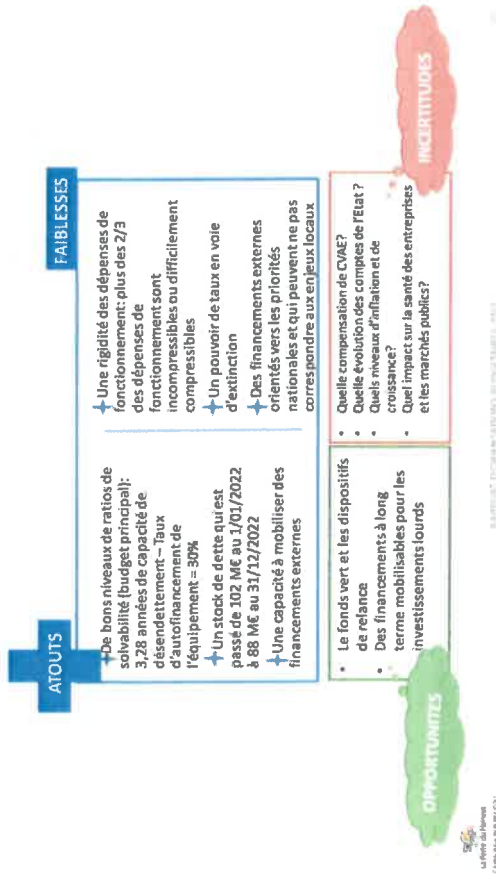 ATOUTS
De bons niveaux de ratios de
solvabilité (budget principal):
3,28 années de capacité de
désendettement – Taux
d'autofinancement de
l'équipement = 30%
Un stock de dette qui est
passé de 102 M€ au 1/01/2022
à 88 M€ au 31/12/2022
Une capacité à mobiliser des
financements externes
FAIBLESSES
Une rigidité des dépenses de
fonctionnement: plus des 2/3
des dépenses de
fonctionnement sont
incompressibles ou difficilement
compressibles
Un pouvoir de taux en voie
d'extinction
Des financements externes
orientés vers les priorités
nationales et qui peuvent ne pas
correspondre aux enjeux locaux
OPPORTUNITES
• Le fonds vert et les dispositifs
de relance
• Des financements à long
terme mobilisables pour les
investissements lourds
• Quelle compensation de CVAE?
• Quelle évolution des comptes de l'Etat ?
• Quels niveaux d'inflation et de
croissance?
• Quel impact sur la santé des entreprises
et les marchés publics?
INCERTITUDES